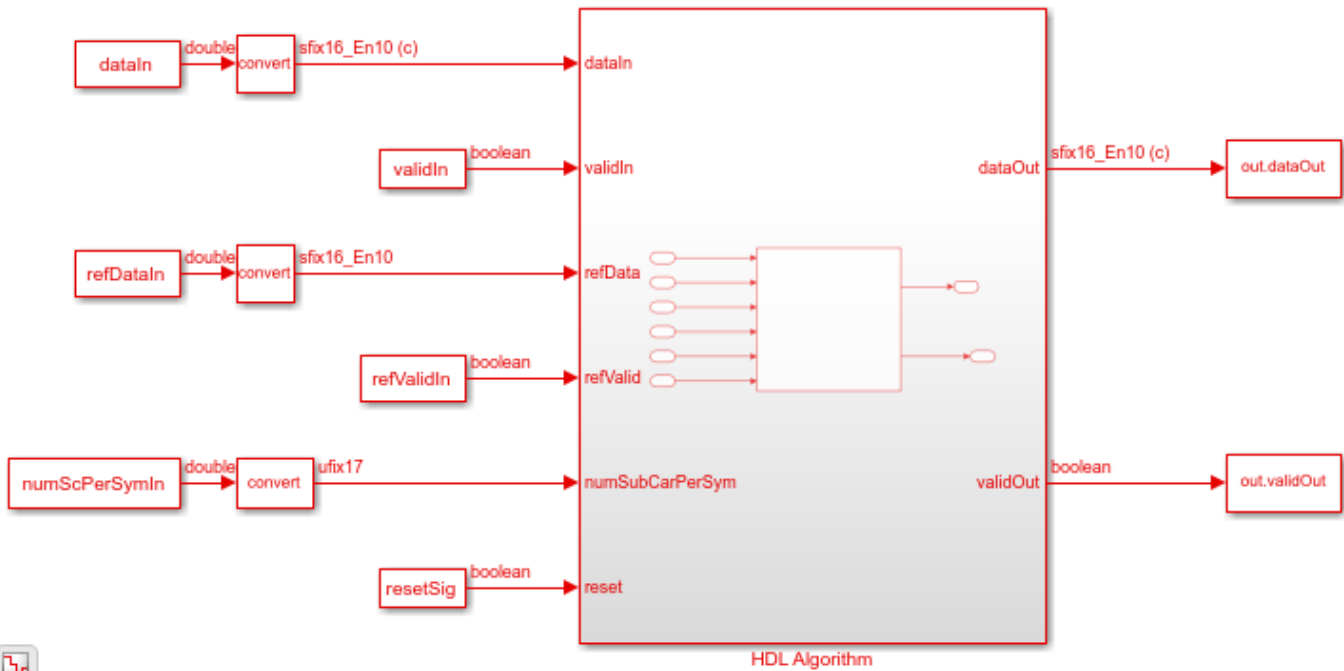 dataIn
double
convert
sfix16_En10 (c)
dataIn
validIn
boolean
validIn
dataOut
sfix16_En10 (c)
out.dataOut
refDataIn
double
convert
sfix16_En10
refData
refValidIn
boolean
refValid
numScPerSymIn
double
convert
ufix17
numSubCarPerSym
validOut
boolean
out.validOut
resetSig
boolean
reset
HDL Algorithm